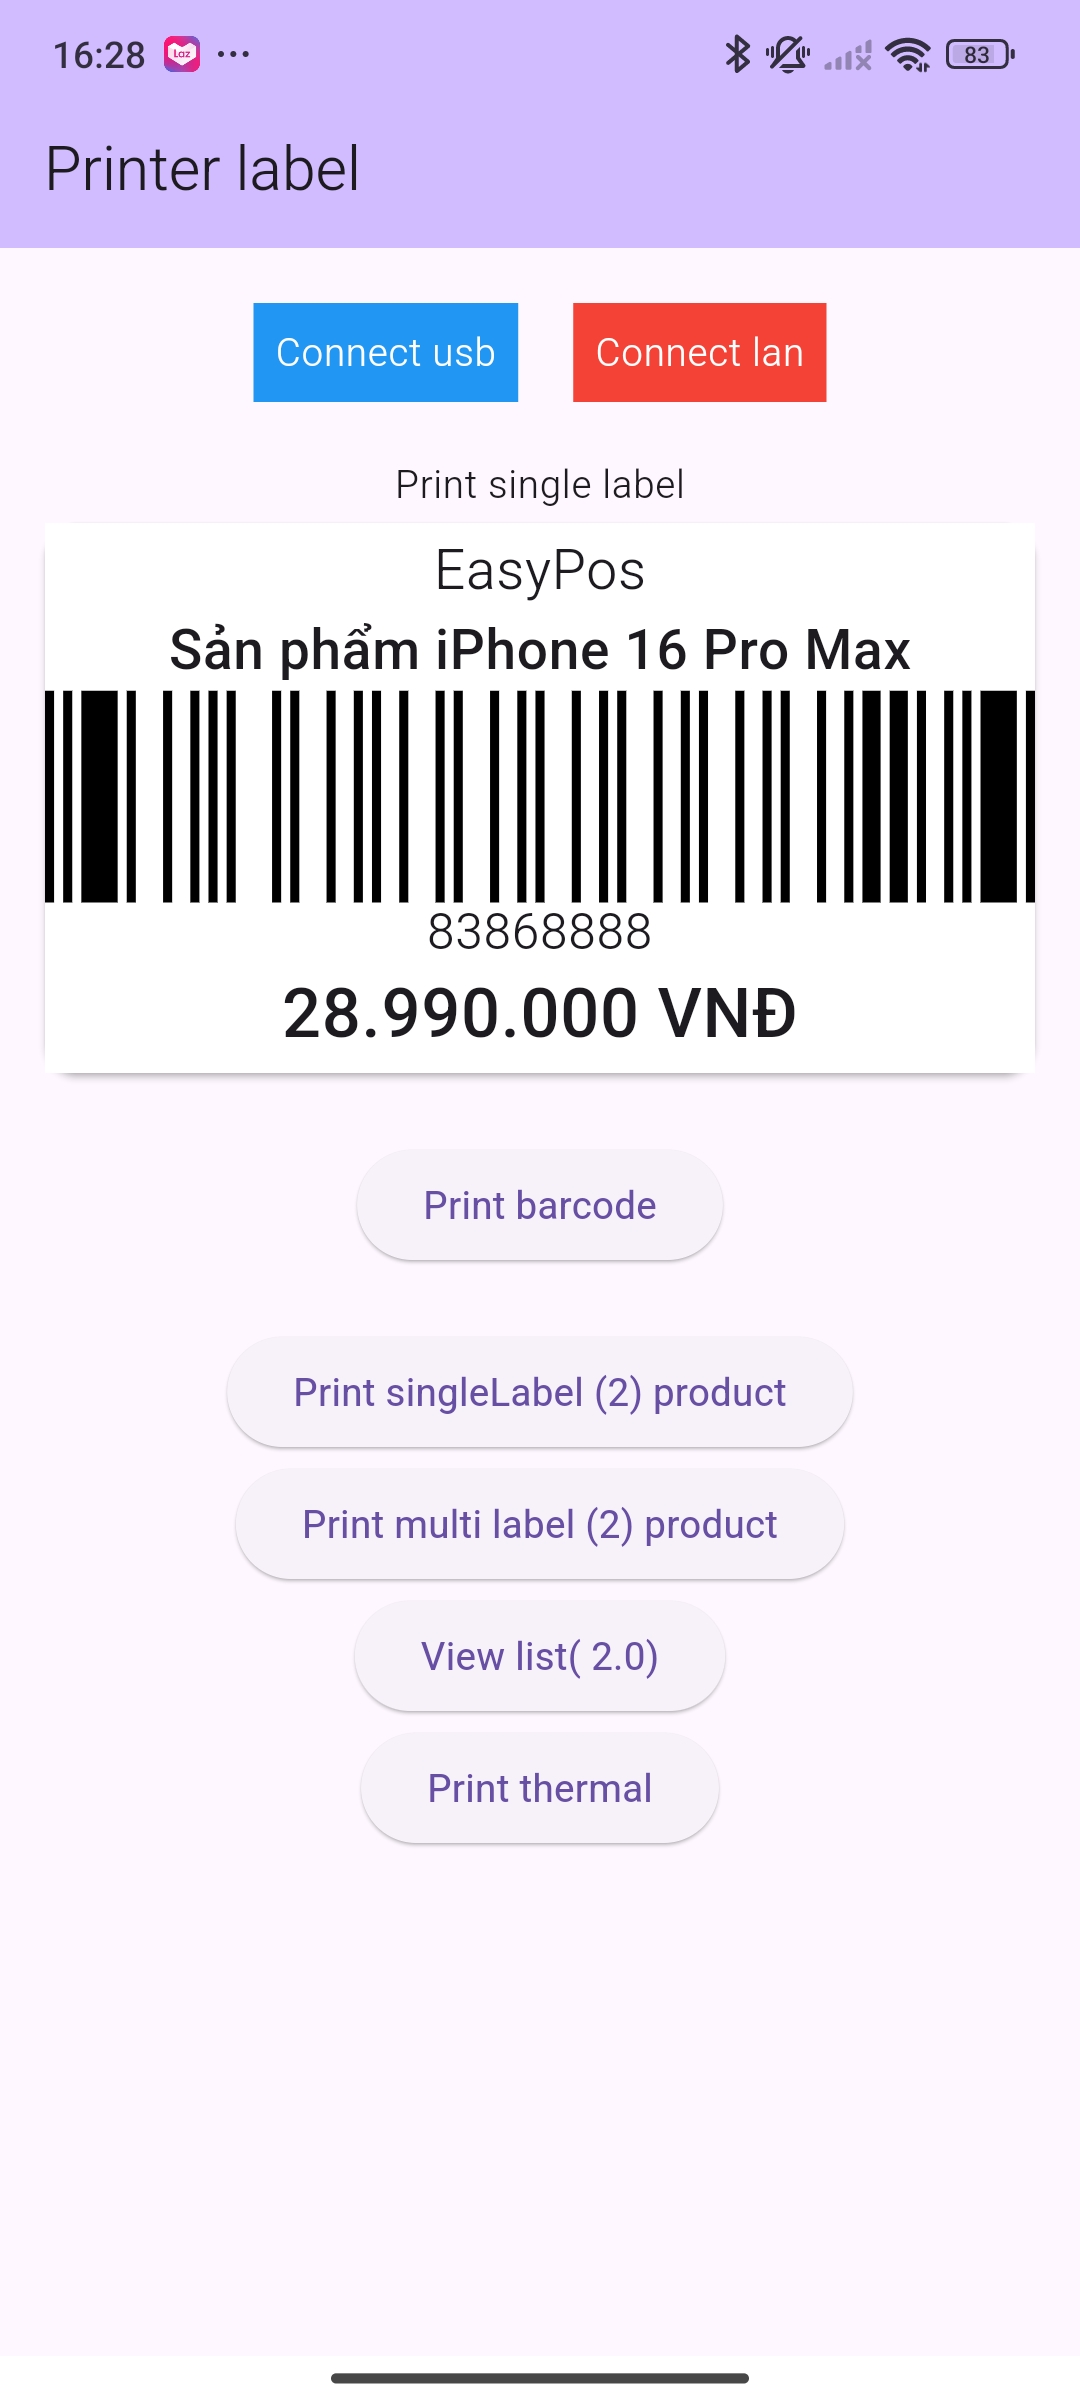 16:28 Laz ... 83
Printer label
Connect usb Connect lan
Print single label
EasyPos
Sản phẩm iPhone 16 Pro Max
83868888
28.990.000 VNĐ
Print barcode
Print singleLabel (2) product
Print multi label (2) product
View list( 2.0)
Print thermal